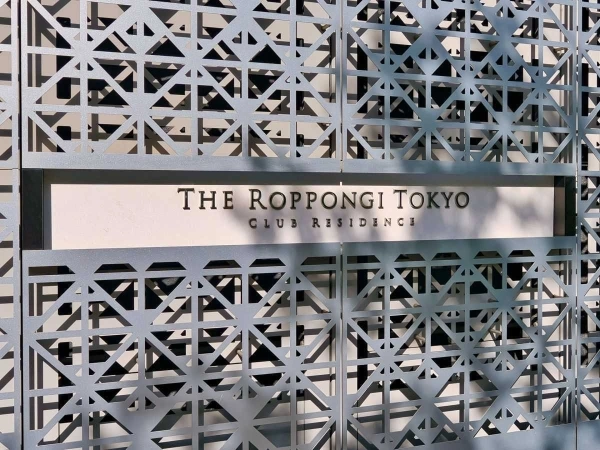 THE ROPPONGI TOKYO
CLUB RESIDENCE